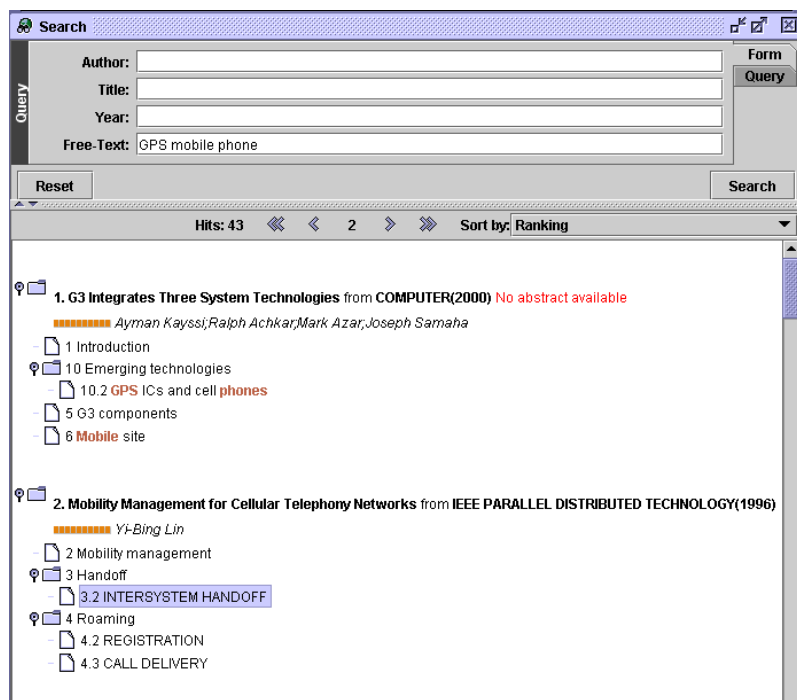 Search
Query
Author:
Title:
Year:
Free-Text: GPS mobile phone
Form
Query
Reset
Search
Hits: 43 2 Sort by: Ranking
1. G3 Integrates Three System Technologies from COMPUTER(2000) No abstract available
Ayman Kayssi;Ralph Achkar;Mark Azar;Joseph Samaha
1 Introduction
10 Emerging technologies
10.2 GPS ICs and cell phones
5 G3 components
6 Mobile site
2. Mobility Management for Cellular Telephony Networks from IEEE PARALLEL DISTRIBUTED TECHNOLOGY(1996)
Yi-Bing Lin
2 Mobility management
3 Handoff
3.2 INTERSYSTEM HANDOFF
4 Roaming
4.2 REGISTRATION
4.3 CALL DELIVERY